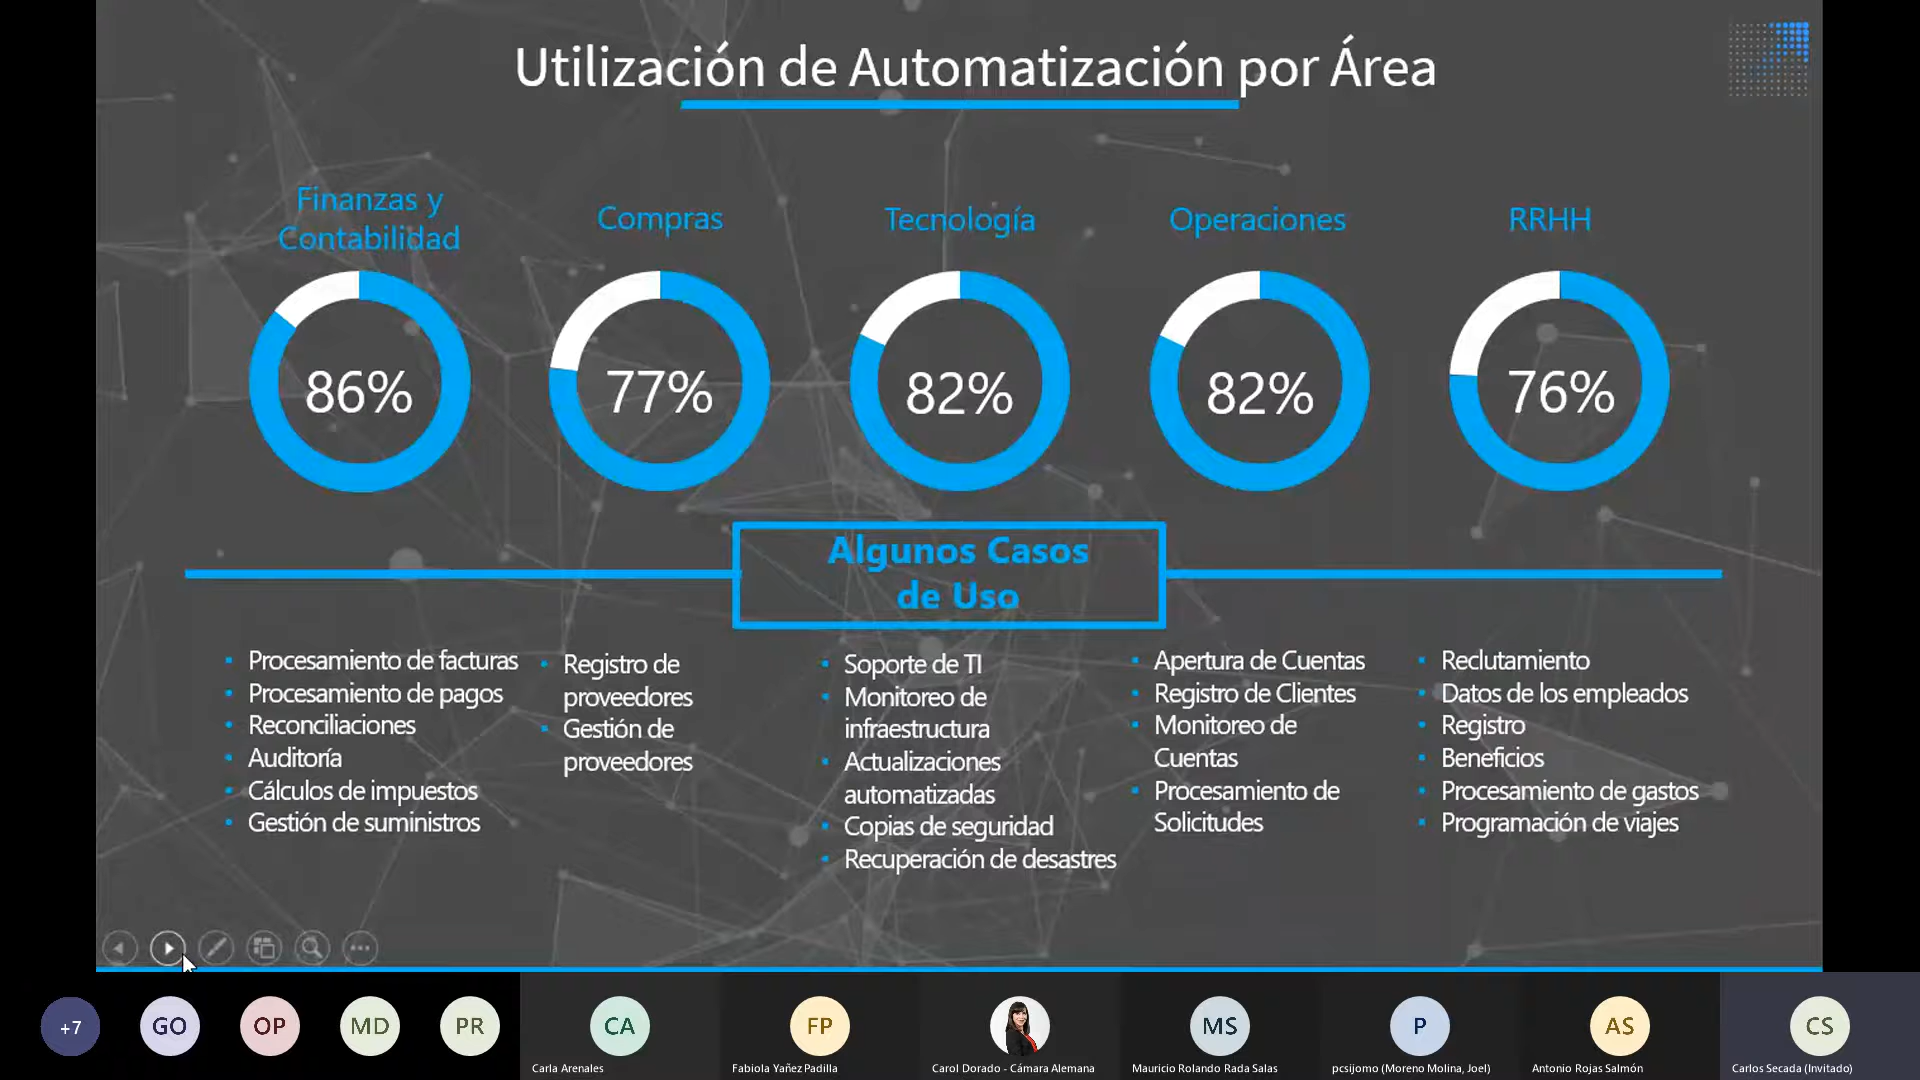 Utilización de Automatización por Área
Finanzas y
Contabilidad
Compras
Tecnología
Operaciones
RRHH
86%
77%
82%
82%
76%
Algunos Casos
de Uso
Procesamiento de facturas
Procesamiento de pagos
Reconciliaciones
Auditoría
Cálculos de impuestos
Gestión de suministros
Registro de
proveedores
Gestión de
proveedores
Soporte de TI
Monitoreo de
infraestructura
Actualizaciones
automatizadas
Copias de seguridad
Recuperación de desastres
Apertura de Cuentas
Registro de Clientes
Monitoreo de
Cuentas
Procesamiento de
Solicitudes
Reclutamiento
Datos de los empleados
Registro
Beneficios
Procesamiento de gastos
Programación de viajes
+7
GO
OP
MD
PR
CA
Carla Arenales
FP
Fabiola Yañez Padilla
Carol Dorado - Cámara Alemana
MS
Mauricio Rolando Rada Salas
P
pcsijomo (Moreno Molina, Joel)
AS
Antonio Rojas Salmón
CS
Carlos Secada (Invitado)